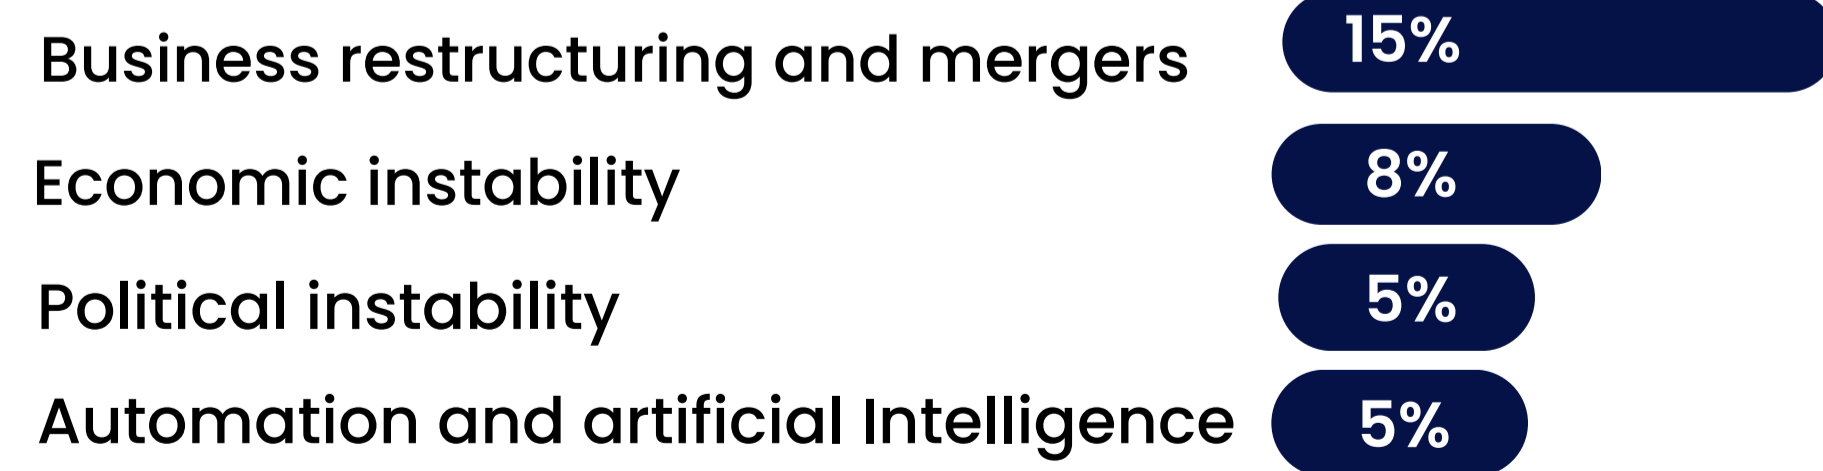 Business restructuring and mergers 15%
Economic instability 8%
Political instability 5%
Automation and artificial Intelligence 5%